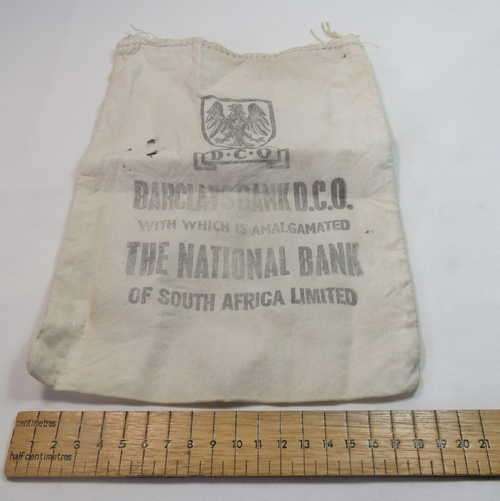 D·C·O
BARCLAYS BANK D.C.O.
WITH WHICH IS AMALGAMATED
THE NATIONAL BANK
OF SOUTH AFRICA LIMITED
centimetres
1 2 3 4 5 6 7 8 9 10 11 12 13 14 15 16 17 18 19 20 21
half centimetres